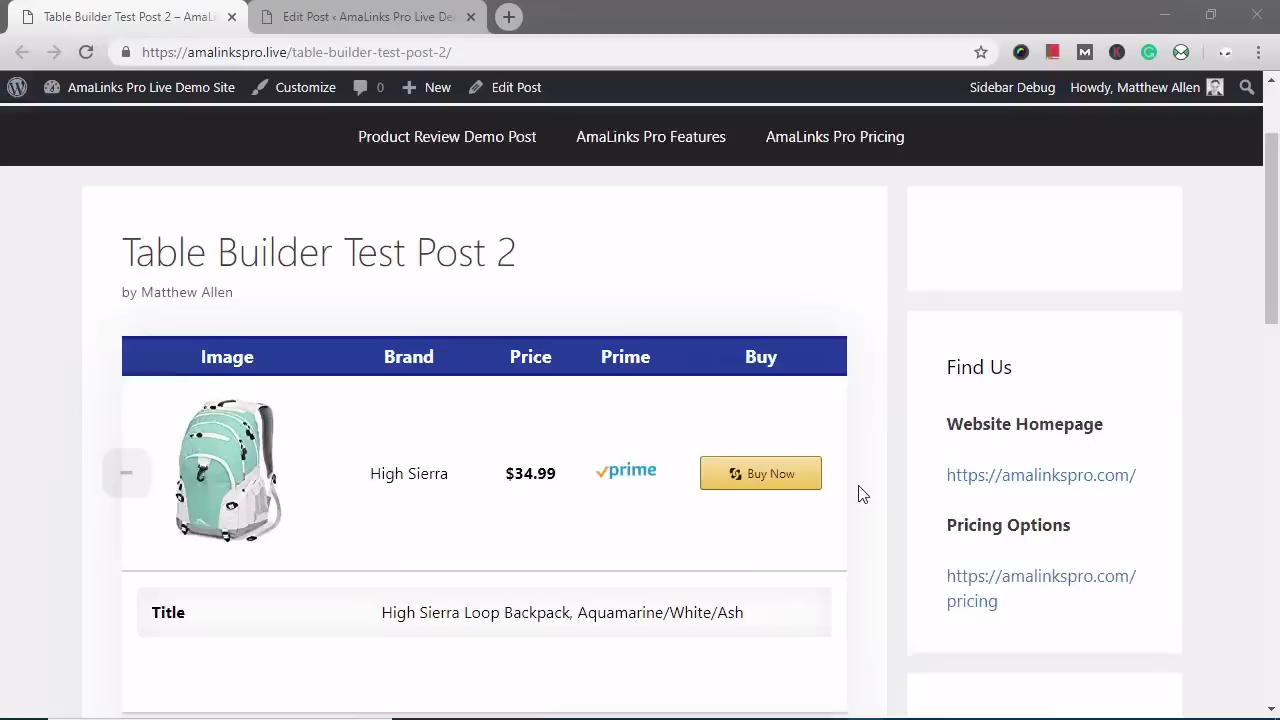 Table Builder Test Post 2 – AmaL
Edit Post ‹ AmaLinks Pro Live De
https://amalinkspro.live/table-builder-test-post-2/
AmaLinks Pro Live Demo Site
Customize
0
New
Edit Post
Sidebar Debug
Howdy, Matthew Allen
Product Review Demo Post
AmaLinks Pro Features
AmaLinks Pro Pricing
Table Builder Test Post 2
by Matthew Allen
Image Brand Price Prime Buy
High Sierra $34.99 prime Buy Now
Title High Sierra Loop Backpack, Aquamarine/White/Ash
Find Us
Website Homepage
https://amalinkspro.com/
Pricing Options
https://amalinkspro.com/
pricing